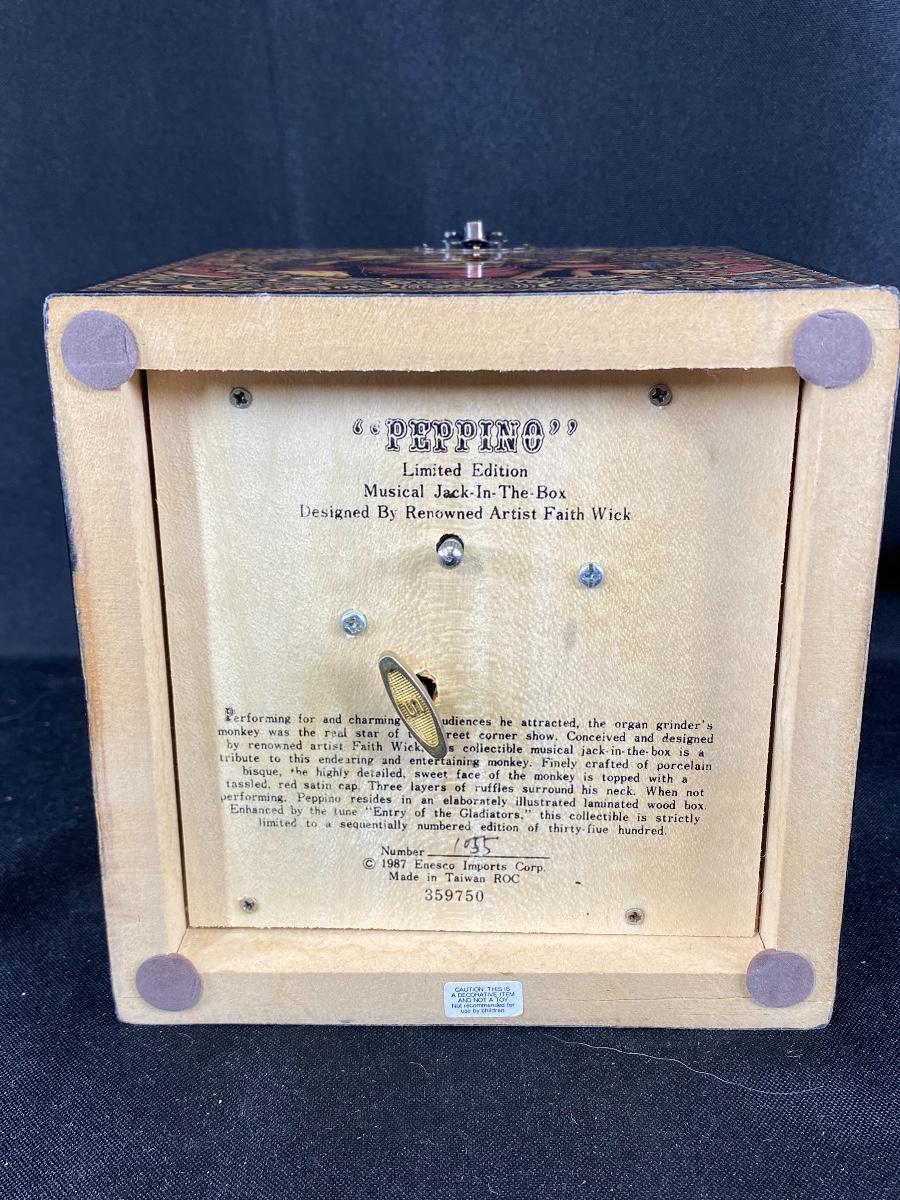 “PEPPINO”
Limited Edition
Musical Jack-In-The-Box
Designed By Renowned Artist Faith Wick
S
Performing for and charming udiences he attracted, the organ grinder's
monkey was the real star of t reet corner show. Conceived and designed
by renowned artist Faith Wick, s collectible musical jack-in-the-box is a
tribute to this endearing and entertaining monkey. Finely crafted of porcelain
bisque, the highly detailed, sweet face of the monkey is topped with a
tassled, red satin cap. Three layers of ruffles surround his neck. When not
performing, Peppino resides in an elaborately illustrated laminated wood box.
Enhanced by the tune "Entry of the Gladiators," this collectible is strictly
limited to a sequentially numbered edition of thirty-five hundred.
Number 1055
© 1987 Enesco Imports Corp.
Made in Taiwan ROC
359750
CAUTION: THIS IS
A DECORATIVE ITEM
AND NOT A TOY
Not recommended for
use by children.